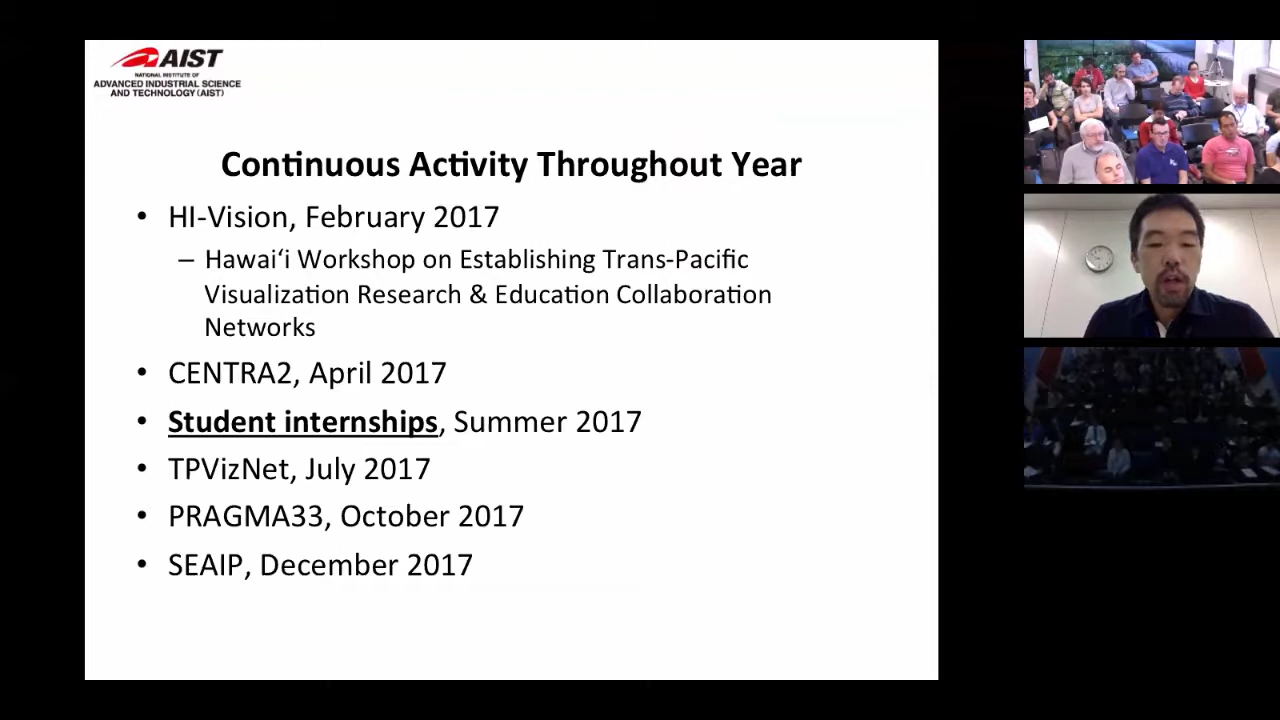 AIST
NATIONAL INSTITUTE OF
ADVANCED INDUSTRIAL SCIENCE
AND TECHNOLOGY (AIST)
Continuous Activity Throughout Year
• HI-Vision, February 2017
– Hawai‘i Workshop on Establishing Trans-Pacific
Visualization Research & Education Collaboration
Networks
• CENTRA2, April 2017
• Student internships, Summer 2017
• TPVizNet, July 2017
• PRAGMA33, October 2017
• SEAIP, December 2017